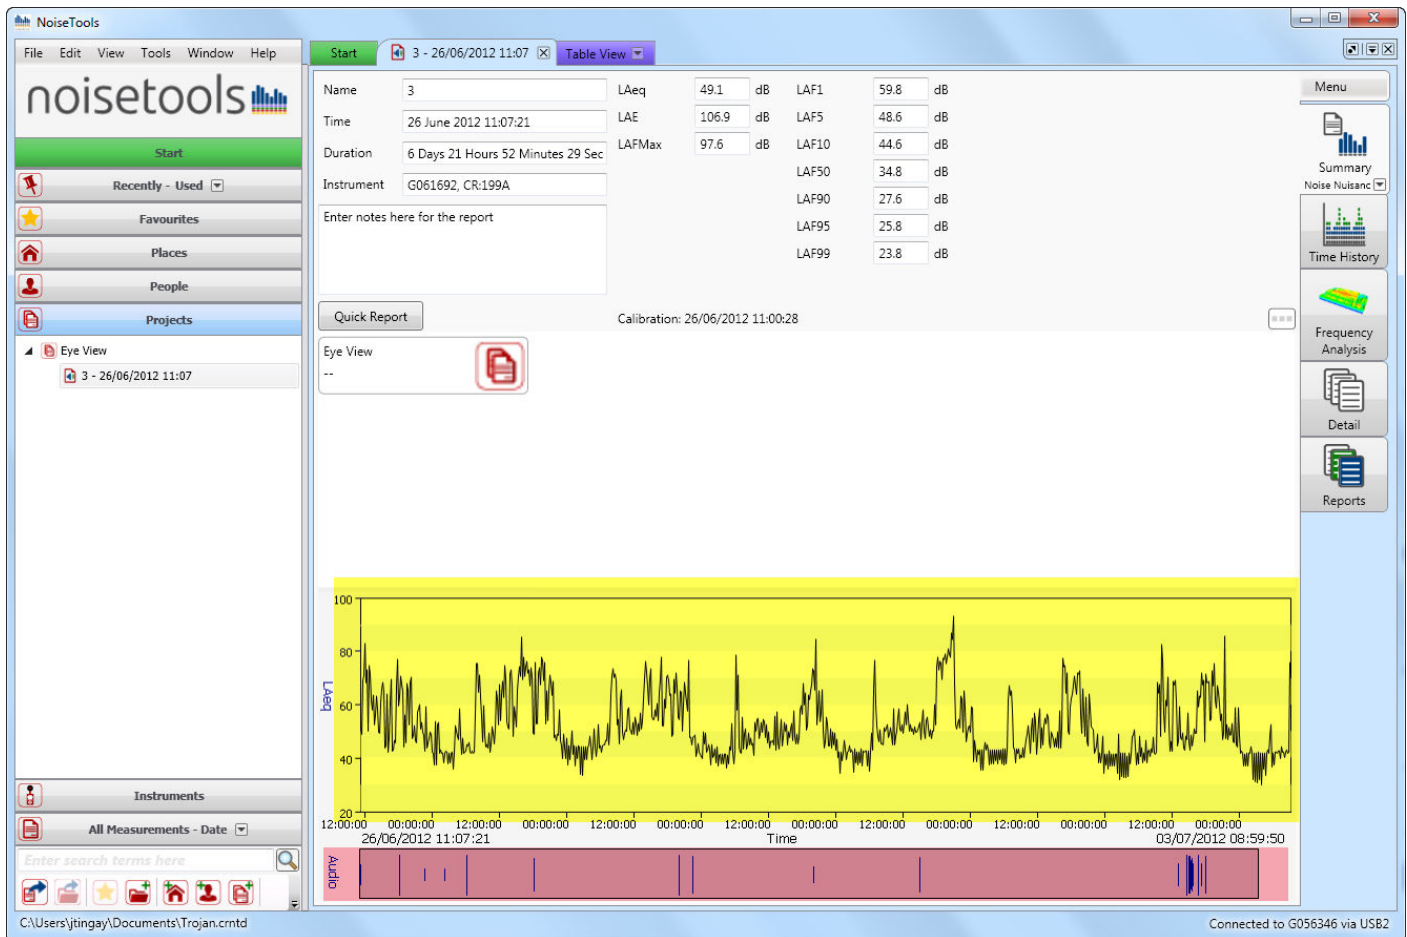 NoiseTools
File Edit View Tools Window Help
noisetools
Start
Recently - Used
Favourites
Places
People
Projects
Eye View
3 - 26/06/2012 11:07
Instruments
All Measurements - Date
Enter search terms here
C:\Users\jtingay\Documents\Trojan.crntd
Start
3 - 26/06/2012 11:07
Table View
Name 3
Time 26 June 2012 11:07:21
Duration 6 Days 21 Hours 52 Minutes 29 Sec
Instrument G061692, CR:199A
Enter notes here for the report
LAeq 49.1 dB
LAE 106.9 dB
LAFMax 97.6 dB
LAF1 59.8 dB
LAF5 48.6 dB
LAF10 44.6 dB
LAF50 34.8 dB
LAF90 27.6 dB
LAF95 25.8 dB
LAF99 23.8 dB
Quick Report
Calibration: 26/06/2012 11:00:28
Eye View
--
100
80
60
40
20
LAeq
12:00:00 00:00:00 12:00:00 00:00:00 12:00:00 00:00:00 12:00:00 00:00:00 12:00:00 00:00:00 12:00:00 00:00:00 12:00:00 00:00:00
26/06/2012 11:07:21 Time 03/07/2012 08:59:50
Audio
Menu
Summary
Noise Nuisanc
Time History
Frequency
Analysis
Detail
Reports
Connected to G056346 via USB2